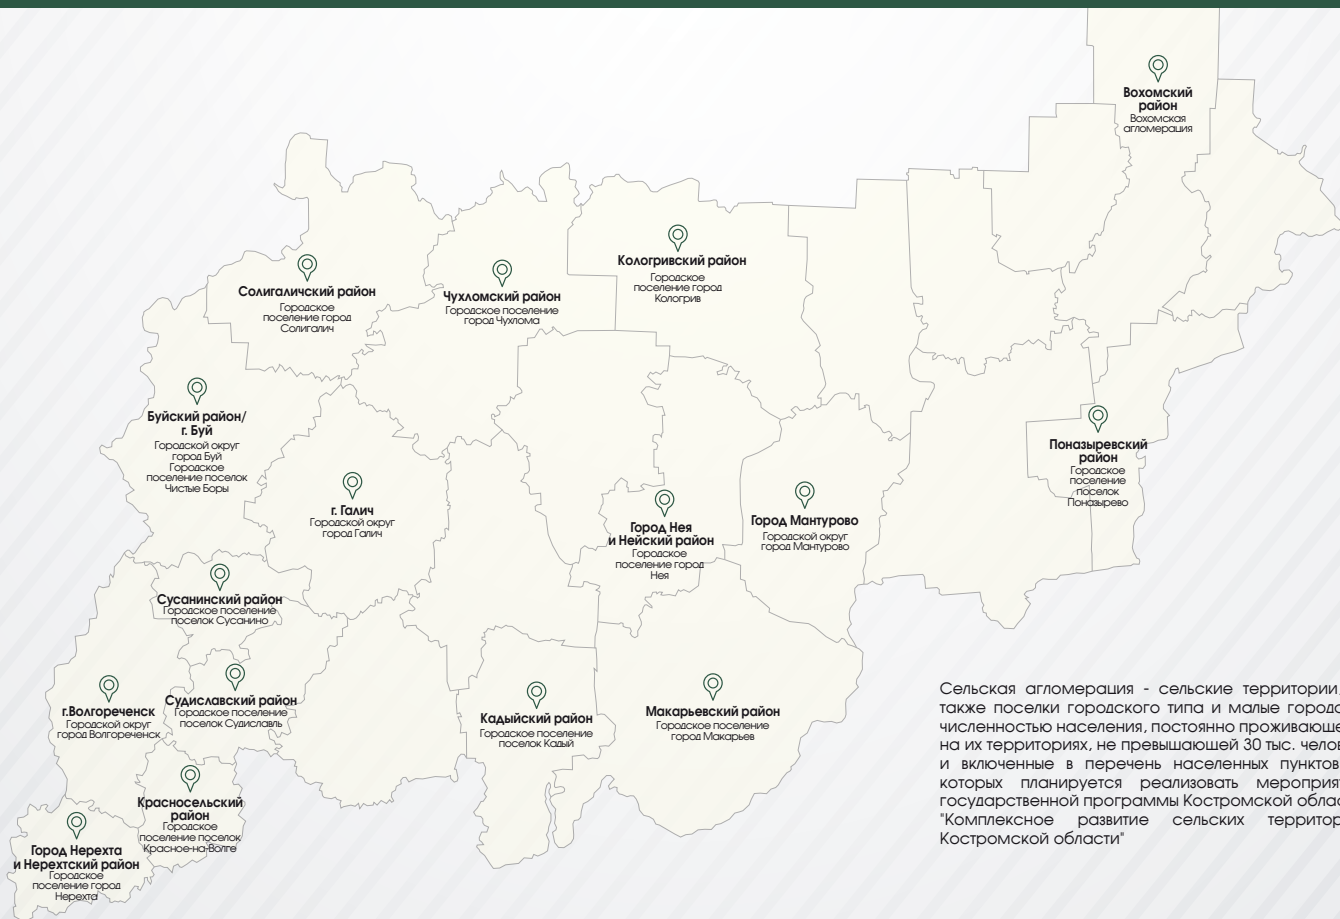 Вохомский
район
Вохомская
агломерация
Кологривский район
Городское
поселение город
Кологрив
Солигаличский район
Городское
поселение город
Солигалич
Чухломский район
Городское поселение
город Чухлома
Буйский район/
г. Буй
Городской округ
город Буй
Городское
поселение поселок
Чистые Боры
Поназыревский
район
Городское
поселение
поселок
Поназырево
г. Галич
Городской округ
город Галич
Город Нея
и Нейский район
Городское
поселение город
Нея
Город Мантурово
Городской округ
город Мантурово
Сусанинский район
Городское поселение
поселок Сусанино
г.Волгореченск
Городской округ
город Волгореченск
Судиславский район
Городское поселение
поселок Судиславль
Кадыйский район
Городское поселение
поселок Кадый
Макарьевский район
Городское поселение
город Макарьев
Красносельский
район
Городское
поселение поселок
Красное-на-Волге
Город Нерехта
и Нерехтский район
Городское
поселение город
Нерехта
Сельская агломерация - сельские территории
также поселки городского типа и малые города
численностью населения, постоянно проживающе
на их территориях, не превышающей 30 тыс. челов
и включенные в перечень населенных пунктов
которых планируется реализовать мероприят
государственной программы Костромской облас
"Комплексное развитие сельских территор
Костромской области"